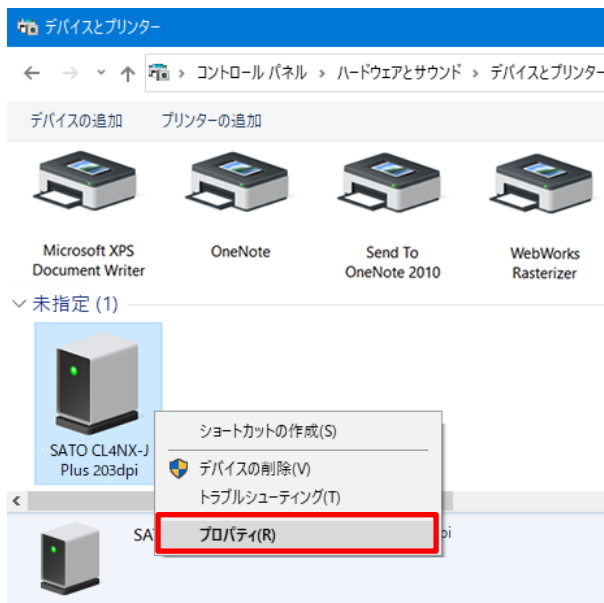 デバイスとプリンター
コントロール パネル › ハードウェアとサウンド › デバイスとプリンター
デバイスの追加 プリンターの追加
Microsoft XPS
Document Writer
OneNote
Send To
OneNote 2010
WebWorks
Rasterizer
未指定 (1)
SATO CL4NX-J
Plus 203dpi
ショートカットの作成(S)
デバイスの削除(V)
トラブルシューティング(T)
プロパティ(R)